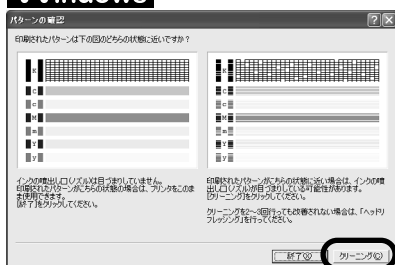 Windows
パターンの確認
印刷されたパターンは下の図のどちらの状態に近いですか?
K
C
c
M
m
Y
y
K
C
c
M
m
Y
y
インクの噴出し口(ノズル)は目づまりしていません。
印刷されたパターンがこちらの状態の場合は、プリンタをこのまま使用できます。
[終了]をクリックしてください。
印刷されたパターンがこちらの状態に近い場合は、インクの噴出し口(ノズル)が目づまりしている可能性があります。
[クリーニング]をクリックしてください。
クリーニングを2~3回行っても改善されない場合は、「ヘッドリフレッシング」を行ってください。
終了(X)
クリーニング(C)